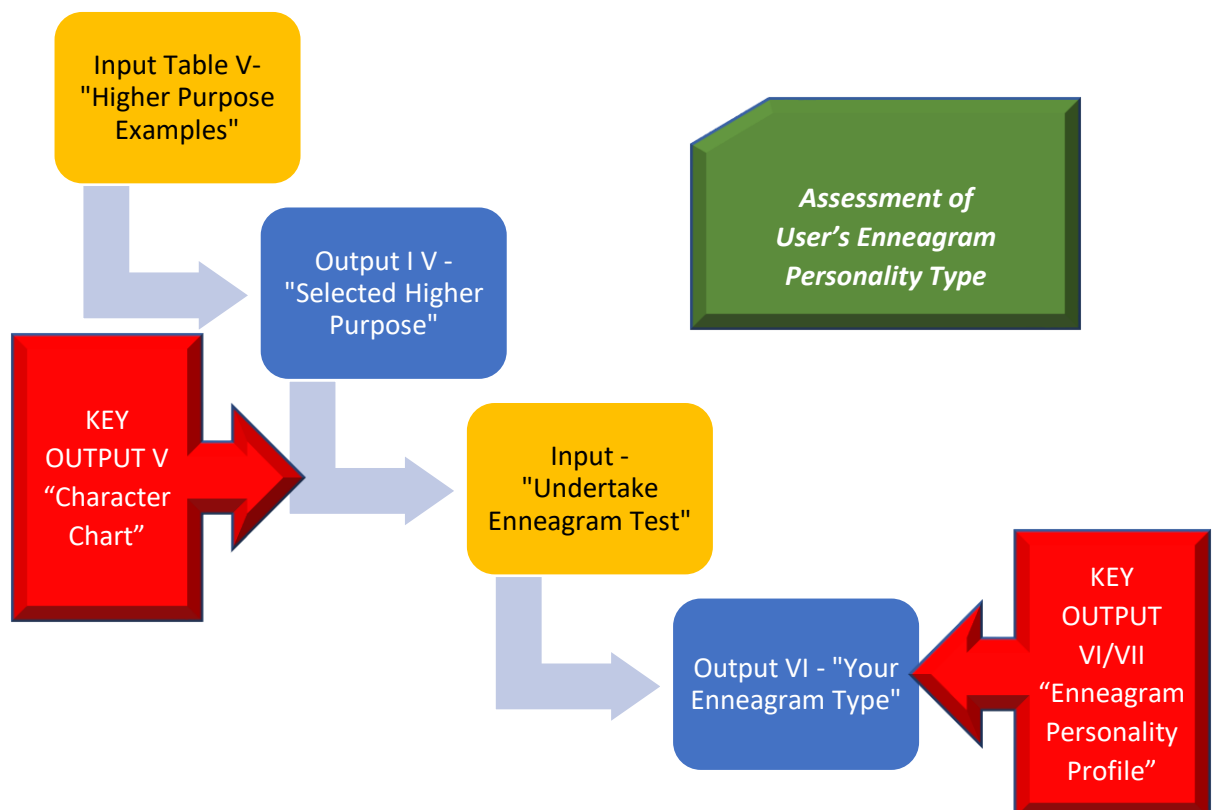 Input Table V-
"Higher Purpose
Examples"
Assessment of
User’s Enneagram
Personality Type
Output I V -
"Selected Higher
Purpose"
KEY
OUTPUT V
“Character
Chart”
Input -
"Undertake
Enneagram Test"
Output VI - "Your
Enneagram Type"
KEY
OUTPUT
VI/VII
“Enneagram
Personality
Profile”